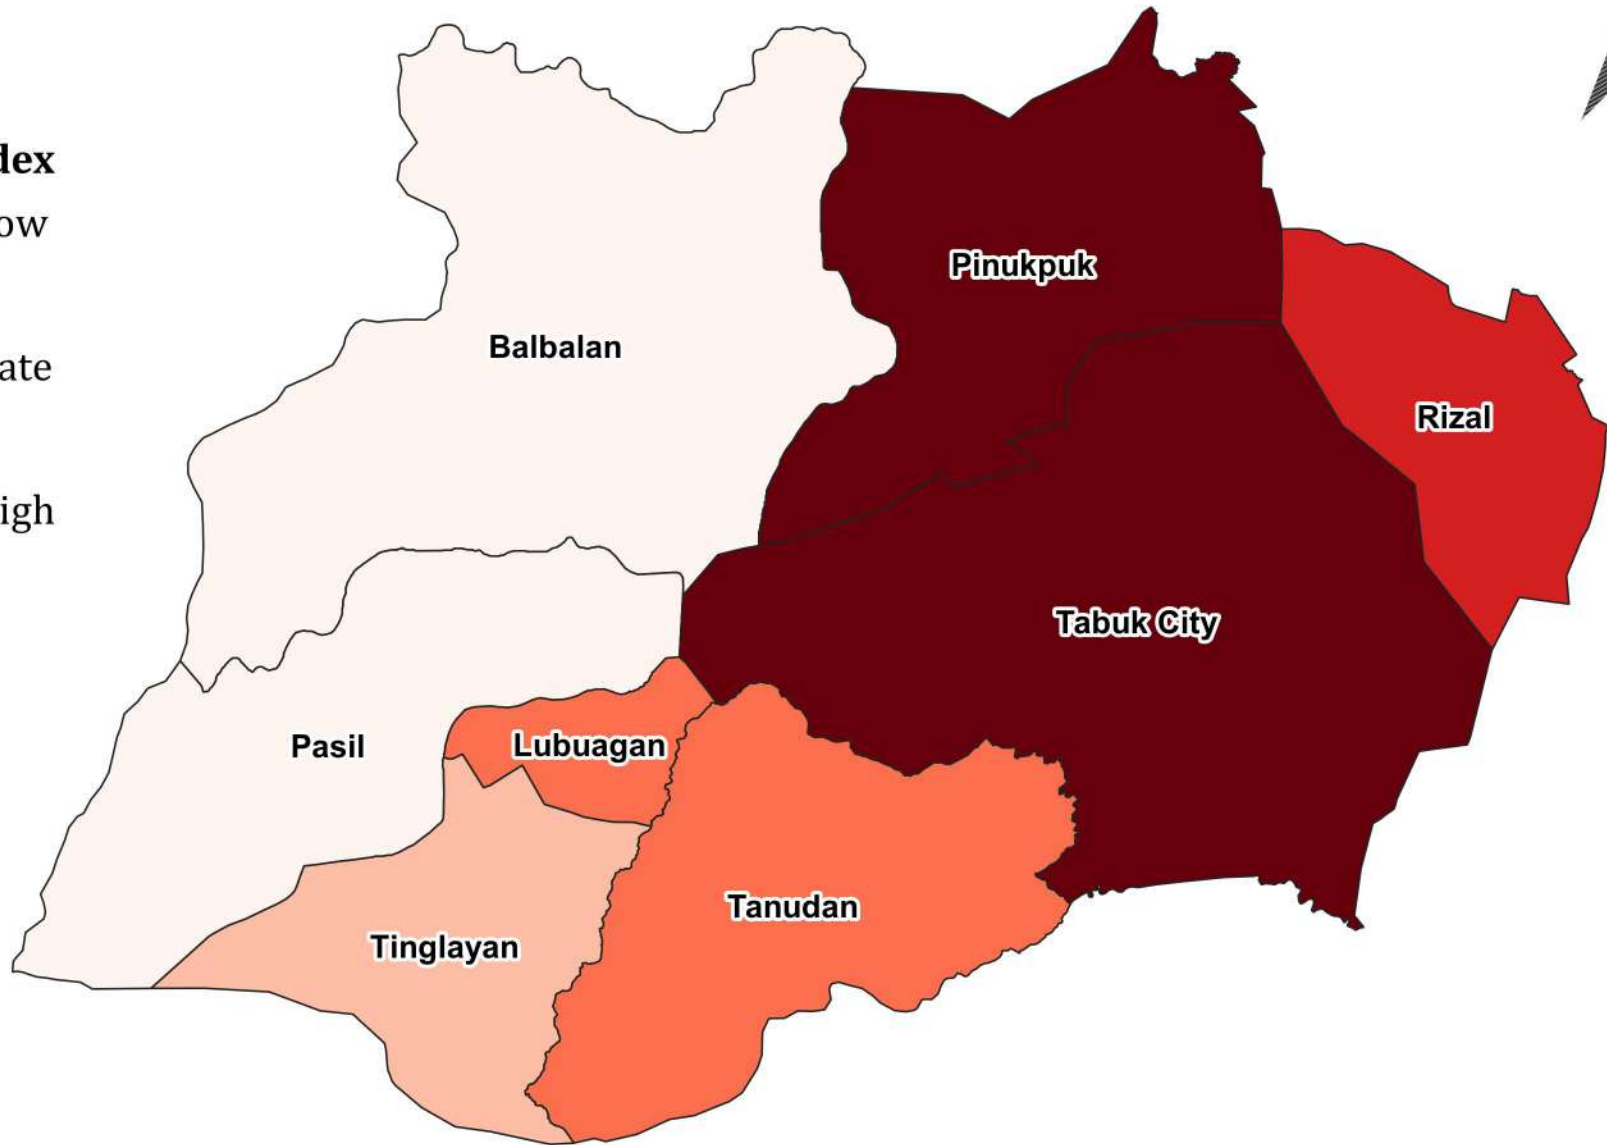 dex
ow
ate
igh
Pinukpuk
Balbalan
Rizal
Tabuk City
Pasil
Lubuagan
Tanudan
Tinglayan